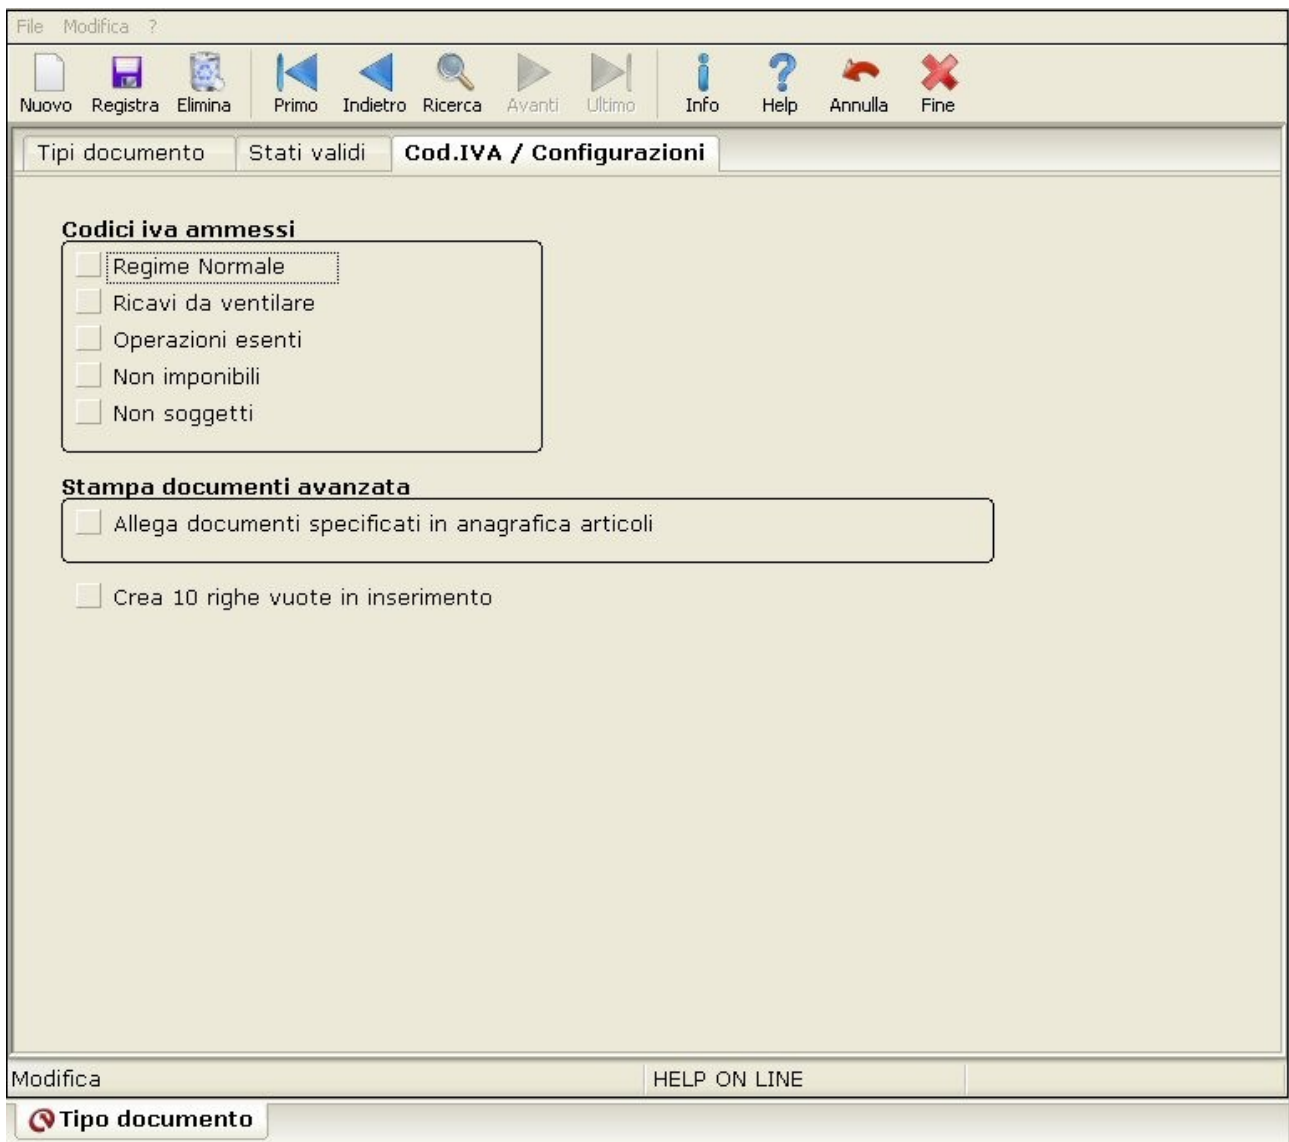 File Modifica ?
Nuovo Registra Elimina Primo Indietro Ricerca Avanti Ultimo Info Help Annulla Fine
Tipi documento Stati validi Cod.IVA / Configurazioni
Codici iva ammessi
Regime Normale
Ricavi da ventilare
Operazioni esenti
Non imponibili
Non soggetti
Stampa documenti avanzata
Allega documenti specificati in anagrafica articoli
Crea 10 righe vuote in inserimento
Modifica HELP ON LINE
Tipo documento